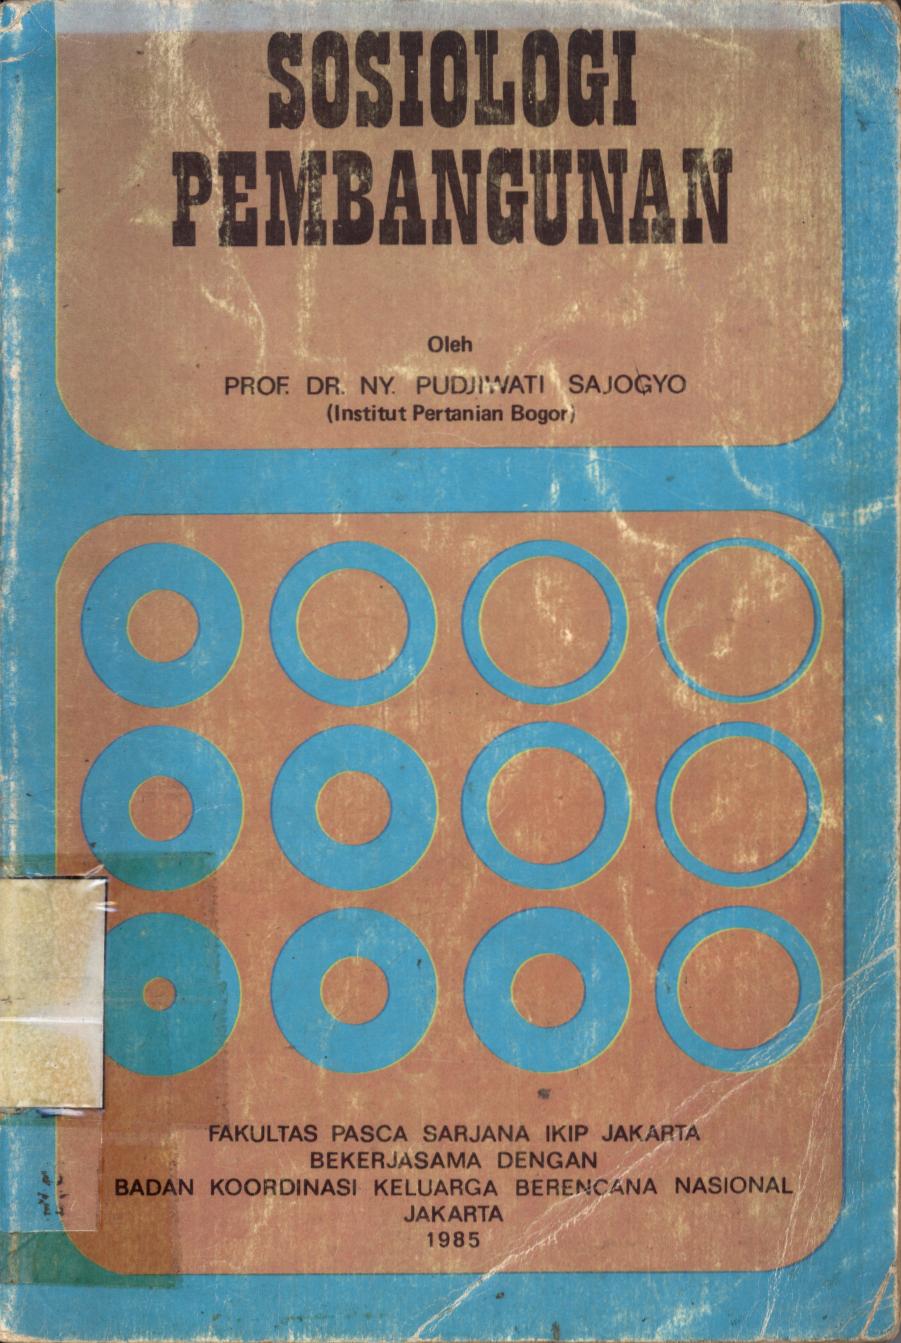 SOSIOLOGI
PEMBANGUNAN
Oleh
PROF. DR. NY. PUDJIWATI SAJOGYO
(Institut Pertanian Bogor)
FAKULTAS PASCA SARJANA IKIP JAKARTA
BEKERJASAMA DENGAN
BADAN KOORDINASI KELUARGA BERENCANA NASIONAL
JAKARTA
1985